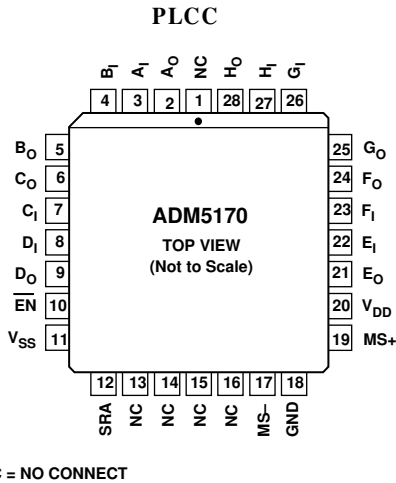 PLCC
B_I A_I A_O NC H_O H_I G_I
4 3 2 1 28 27 26
B_O 5 25 G_O
C_O 6 24 F_O
C_I 7 ADM5170 23 F_I
D_I 8 TOP VIEW 22 E_I
D_O 9 (Not to Scale) 21 E_O
E̅N̅ 10 20 V_DD
V_SS 11 19 MS+
12 13 14 15 16 17 18
SRA NC NC NC NC MS– GND
C = NO CONNECT